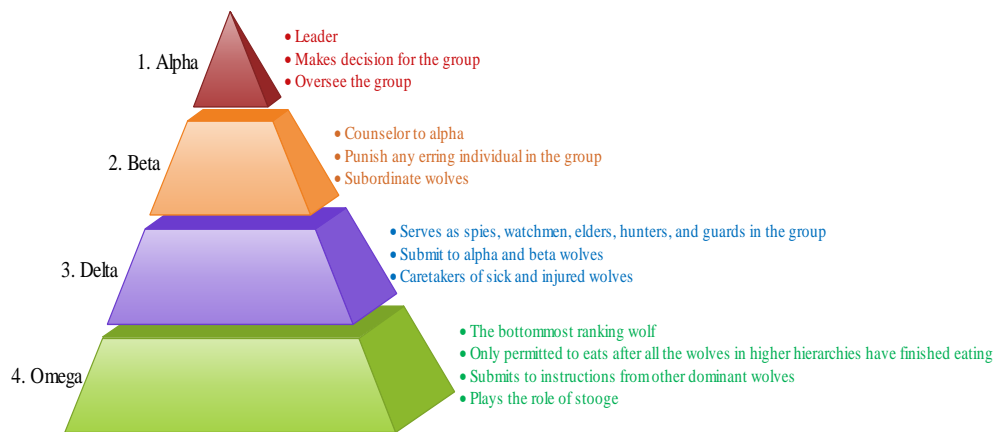 1. Alpha
• Leader
• Makes decision for the group
• Oversee the group
2. Beta
• Counselor to alpha
• Punish any erring individual in the group
• Subordinate wolves
3. Delta
• Serves as spies, watchmen, elders, hunters, and guards in the group
• Submit to alpha and beta wolves
• Caretakers of sick and injured wolves
4. Omega
• The bottommost ranking wolf
• Only permitted to eats after all the wolves in higher hierarchies have finished eating
• Submits to instructions from other dominant wolves
• Plays the role of stooge